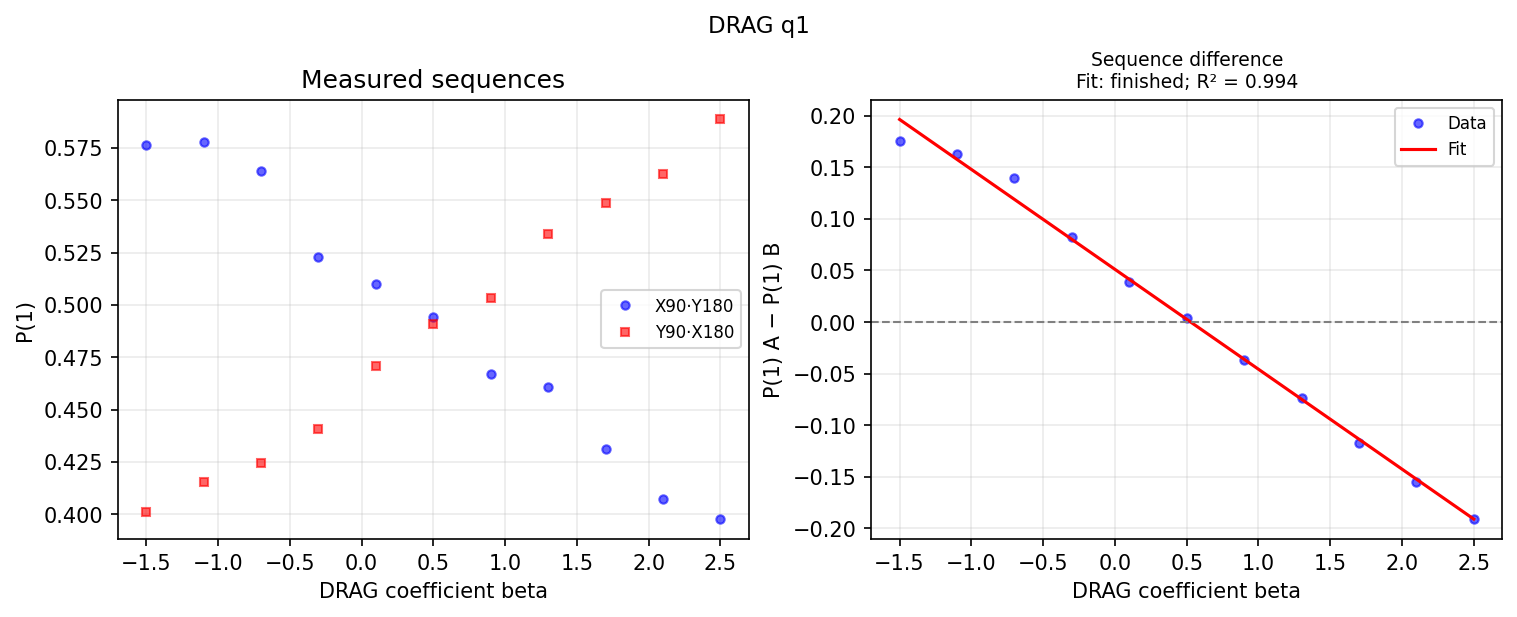 DRAG q1
Measured sequences
P(1)
0.575
0.550
0.525
0.500
0.475
0.450
0.425
0.400
X90·Y180
Y90·X180
−1.5 −1.0 −0.5 0.0 0.5 1.0 1.5 2.0 2.5
DRAG coefficient beta
Sequence difference
Fit: finished; R² = 0.994
P(1) A − P(1) B
0.20
0.15
0.10
0.05
0.00
−0.05
−0.10
−0.15
−0.20
Data
Fit
−1.5 −1.0 −0.5 0.0 0.5 1.0 1.5 2.0 2.5
DRAG coefficient beta